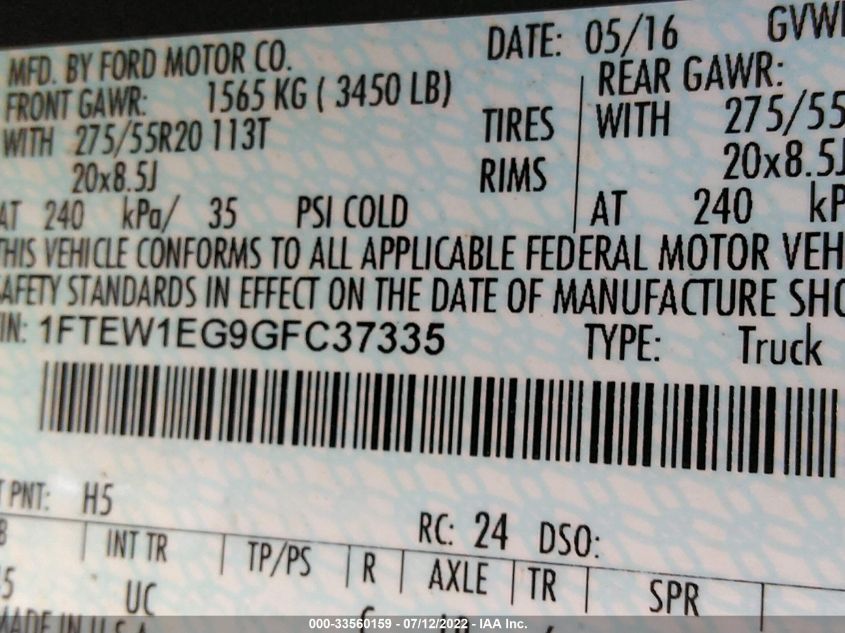 MFD. BY FORD MOTOR CO. DATE: 05/16 GVW
FRONT GAWR: 1565 KG ( 3450 LB) REAR GAWR:
WITH 275/55R20 113T TIRES WITH 275/55
20x8.5J RIMS 20x8.5J
AT 240 kPa/ 35 PSI COLD AT 240 kP
THIS VEHICLE CONFORMS TO ALL APPLICABLE FEDERAL MOTOR VEH
SAFETY STANDARDS IN EFFECT ON THE DATE OF MANUFACTURE SHO
VIN: 1FTEW1EG9GFC37335 TYPE: Truck
PNT: H5 RC: 24 DSO:
INT TR TP/PS R AXLE TR SPR
UC
MADE IN U.S.A.
000-33560159 - 07/12/2022 - IAA Inc.